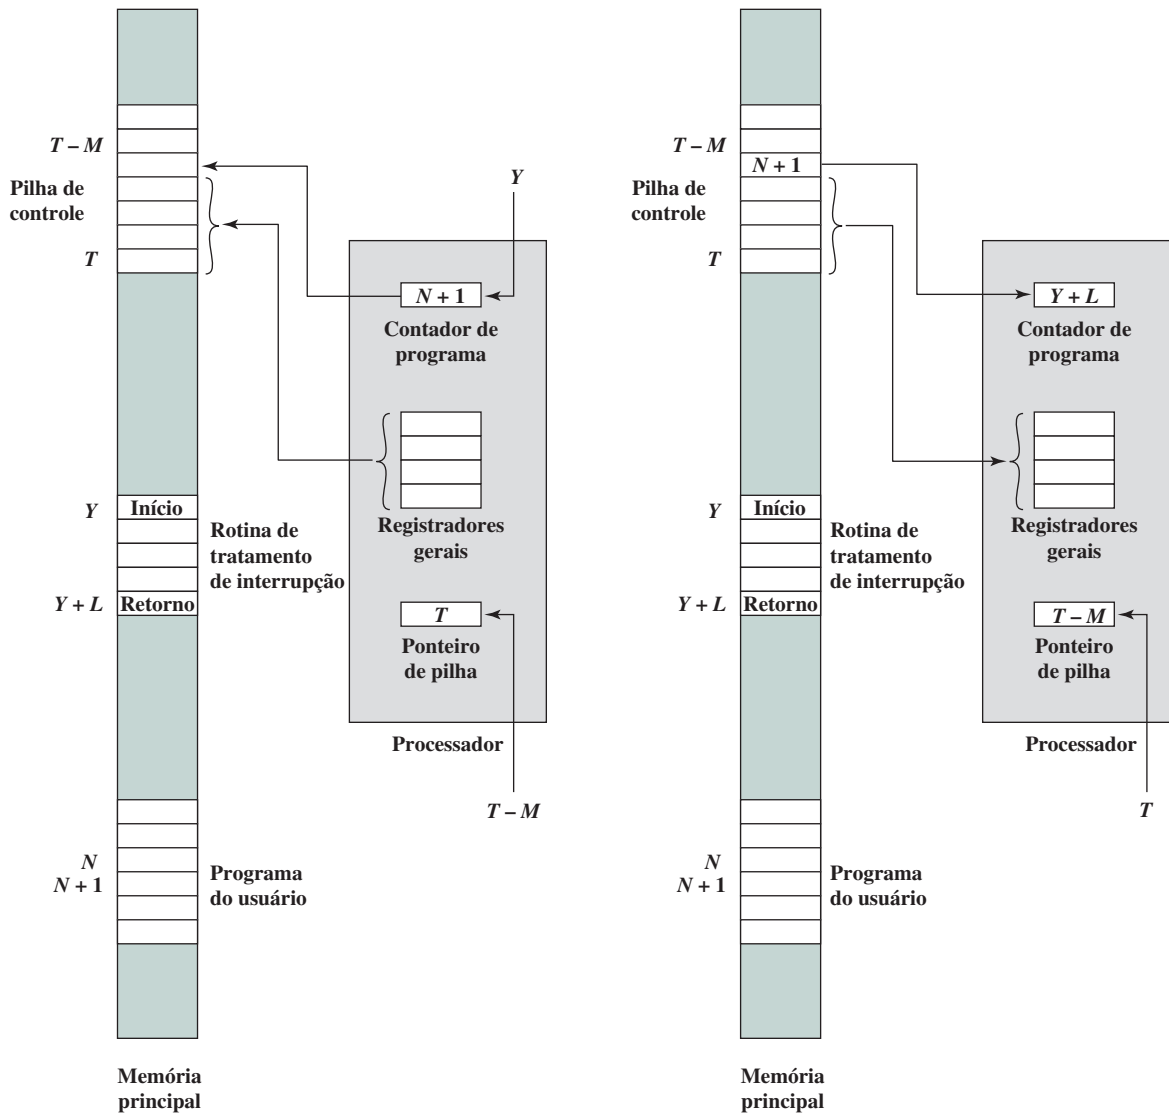 T – M
Pilha de
controle
T
Y
N + 1
Contador de
programa
Registradores
gerais
Y
Início
Rotina de
tratamento
de interrupção
Y + L
Retorno
T
Ponteiro
de pilha
Processador
T – M
N
N + 1
Programa
do usuário
Memória
principal
T – M
N + 1
Pilha de
controle
T
Y + L
Contador de
programa
Registradores
gerais
Y
Início
Rotina de
tratamento
de interrupção
Y + L
Retorno
T – M
Ponteiro
de pilha
Processador
T
N
N + 1
Programa
do usuário
Memória
principal